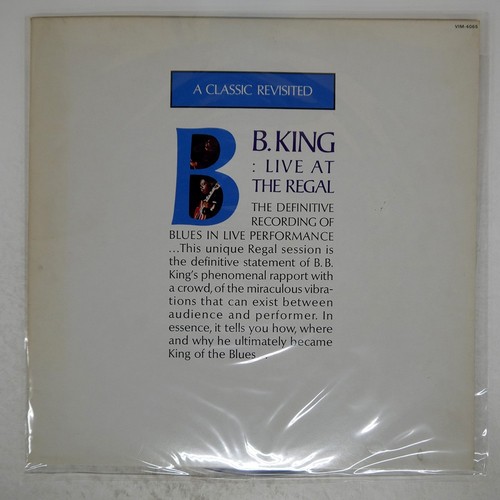 VIM-4069
A CLASSIC REVISITED
B B. KING
: LIVE AT
THE REGAL
THE DEFINITIVE
RECORDING OF
BLUES IN LIVE PERFORMANCE
...This unique Regal session is
the definitive statement of B. B.
King's phenomenal rapport with
a crowd, of the miraculous vibra-
tions that can exist between
audience and performer. In
essence, it tells you how, where
and why he ultimately became
King of the Blues...